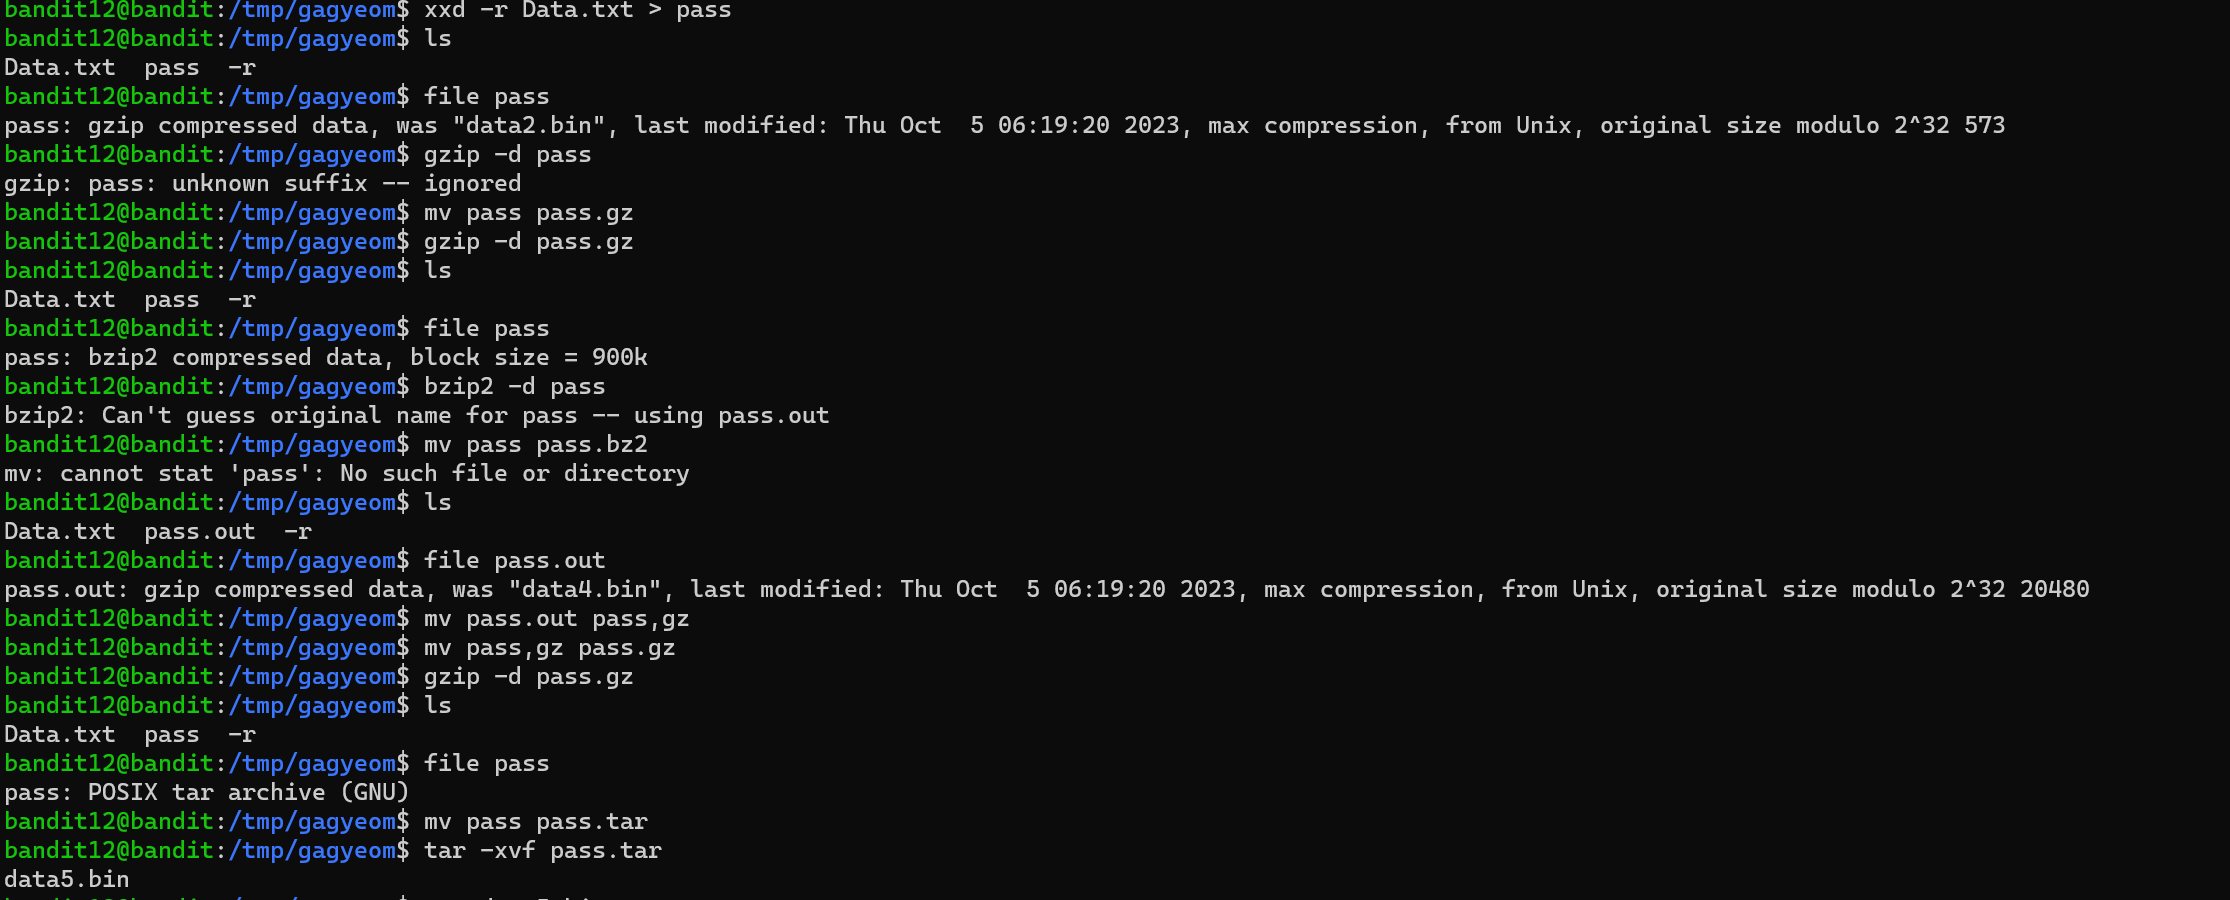 bandit12@bandit:/tmp/gagyeom$ xxd -r Data.txt > pass
bandit12@bandit:/tmp/gagyeom$ ls
Data.txt  pass  -r
bandit12@bandit:/tmp/gagyeom$ file pass
pass: gzip compressed data, was "data2.bin", last modified: Thu Oct  5 06:19:20 2023, max compression, from Unix, original size modulo 2^32 573
bandit12@bandit:/tmp/gagyeom$ gzip -d pass
gzip: pass: unknown suffix -- ignored
bandit12@bandit:/tmp/gagyeom$ mv pass pass.gz
bandit12@bandit:/tmp/gagyeom$ gzip -d pass.gz
bandit12@bandit:/tmp/gagyeom$ ls
Data.txt  pass  -r
bandit12@bandit:/tmp/gagyeom$ file pass
pass: bzip2 compressed data, block size = 900k
bandit12@bandit:/tmp/gagyeom$ bzip2 -d pass
bzip2: Can't guess original name for pass -- using pass.out
bandit12@bandit:/tmp/gagyeom$ mv pass pass.bz2
mv: cannot stat 'pass': No such file or directory
bandit12@bandit:/tmp/gagyeom$ ls
Data.txt  pass.out  -r
bandit12@bandit:/tmp/gagyeom$ file pass.out
pass.out: gzip compressed data, was "data4.bin", last modified: Thu Oct  5 06:19:20 2023, max compression, from Unix, original size modulo 2^32 20480
bandit12@bandit:/tmp/gagyeom$ mv pass.out pass,gz
bandit12@bandit:/tmp/gagyeom$ mv pass,gz pass.gz
bandit12@bandit:/tmp/gagyeom$ gzip -d pass.gz
bandit12@bandit:/tmp/gagyeom$ ls
Data.txt  pass  -r
bandit12@bandit:/tmp/gagyeom$ file pass
pass: POSIX tar archive (GNU)
bandit12@bandit:/tmp/gagyeom$ mv pass pass.tar
bandit12@bandit:/tmp/gagyeom$ tar -xvf pass.tar
data5.bin